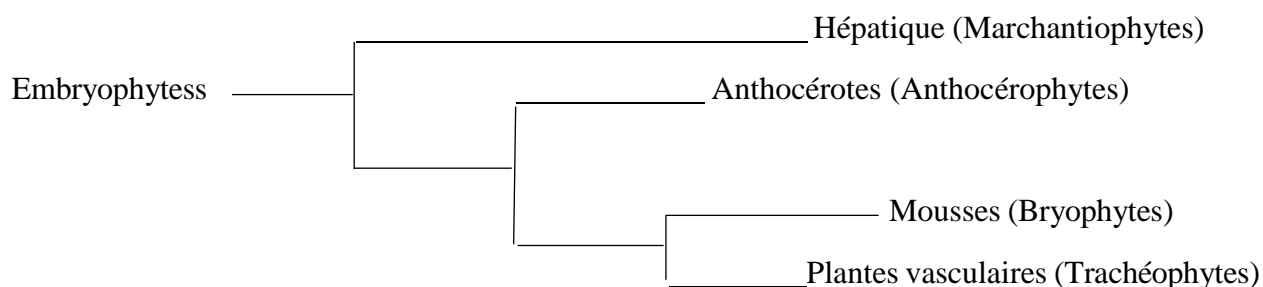 Hépatique (Marchantiophytes)
Embryophytess
Anthocérotes (Anthocérophytes)
Mousses (Bryophytes)
Plantes vasculaires (Trachéophytes)